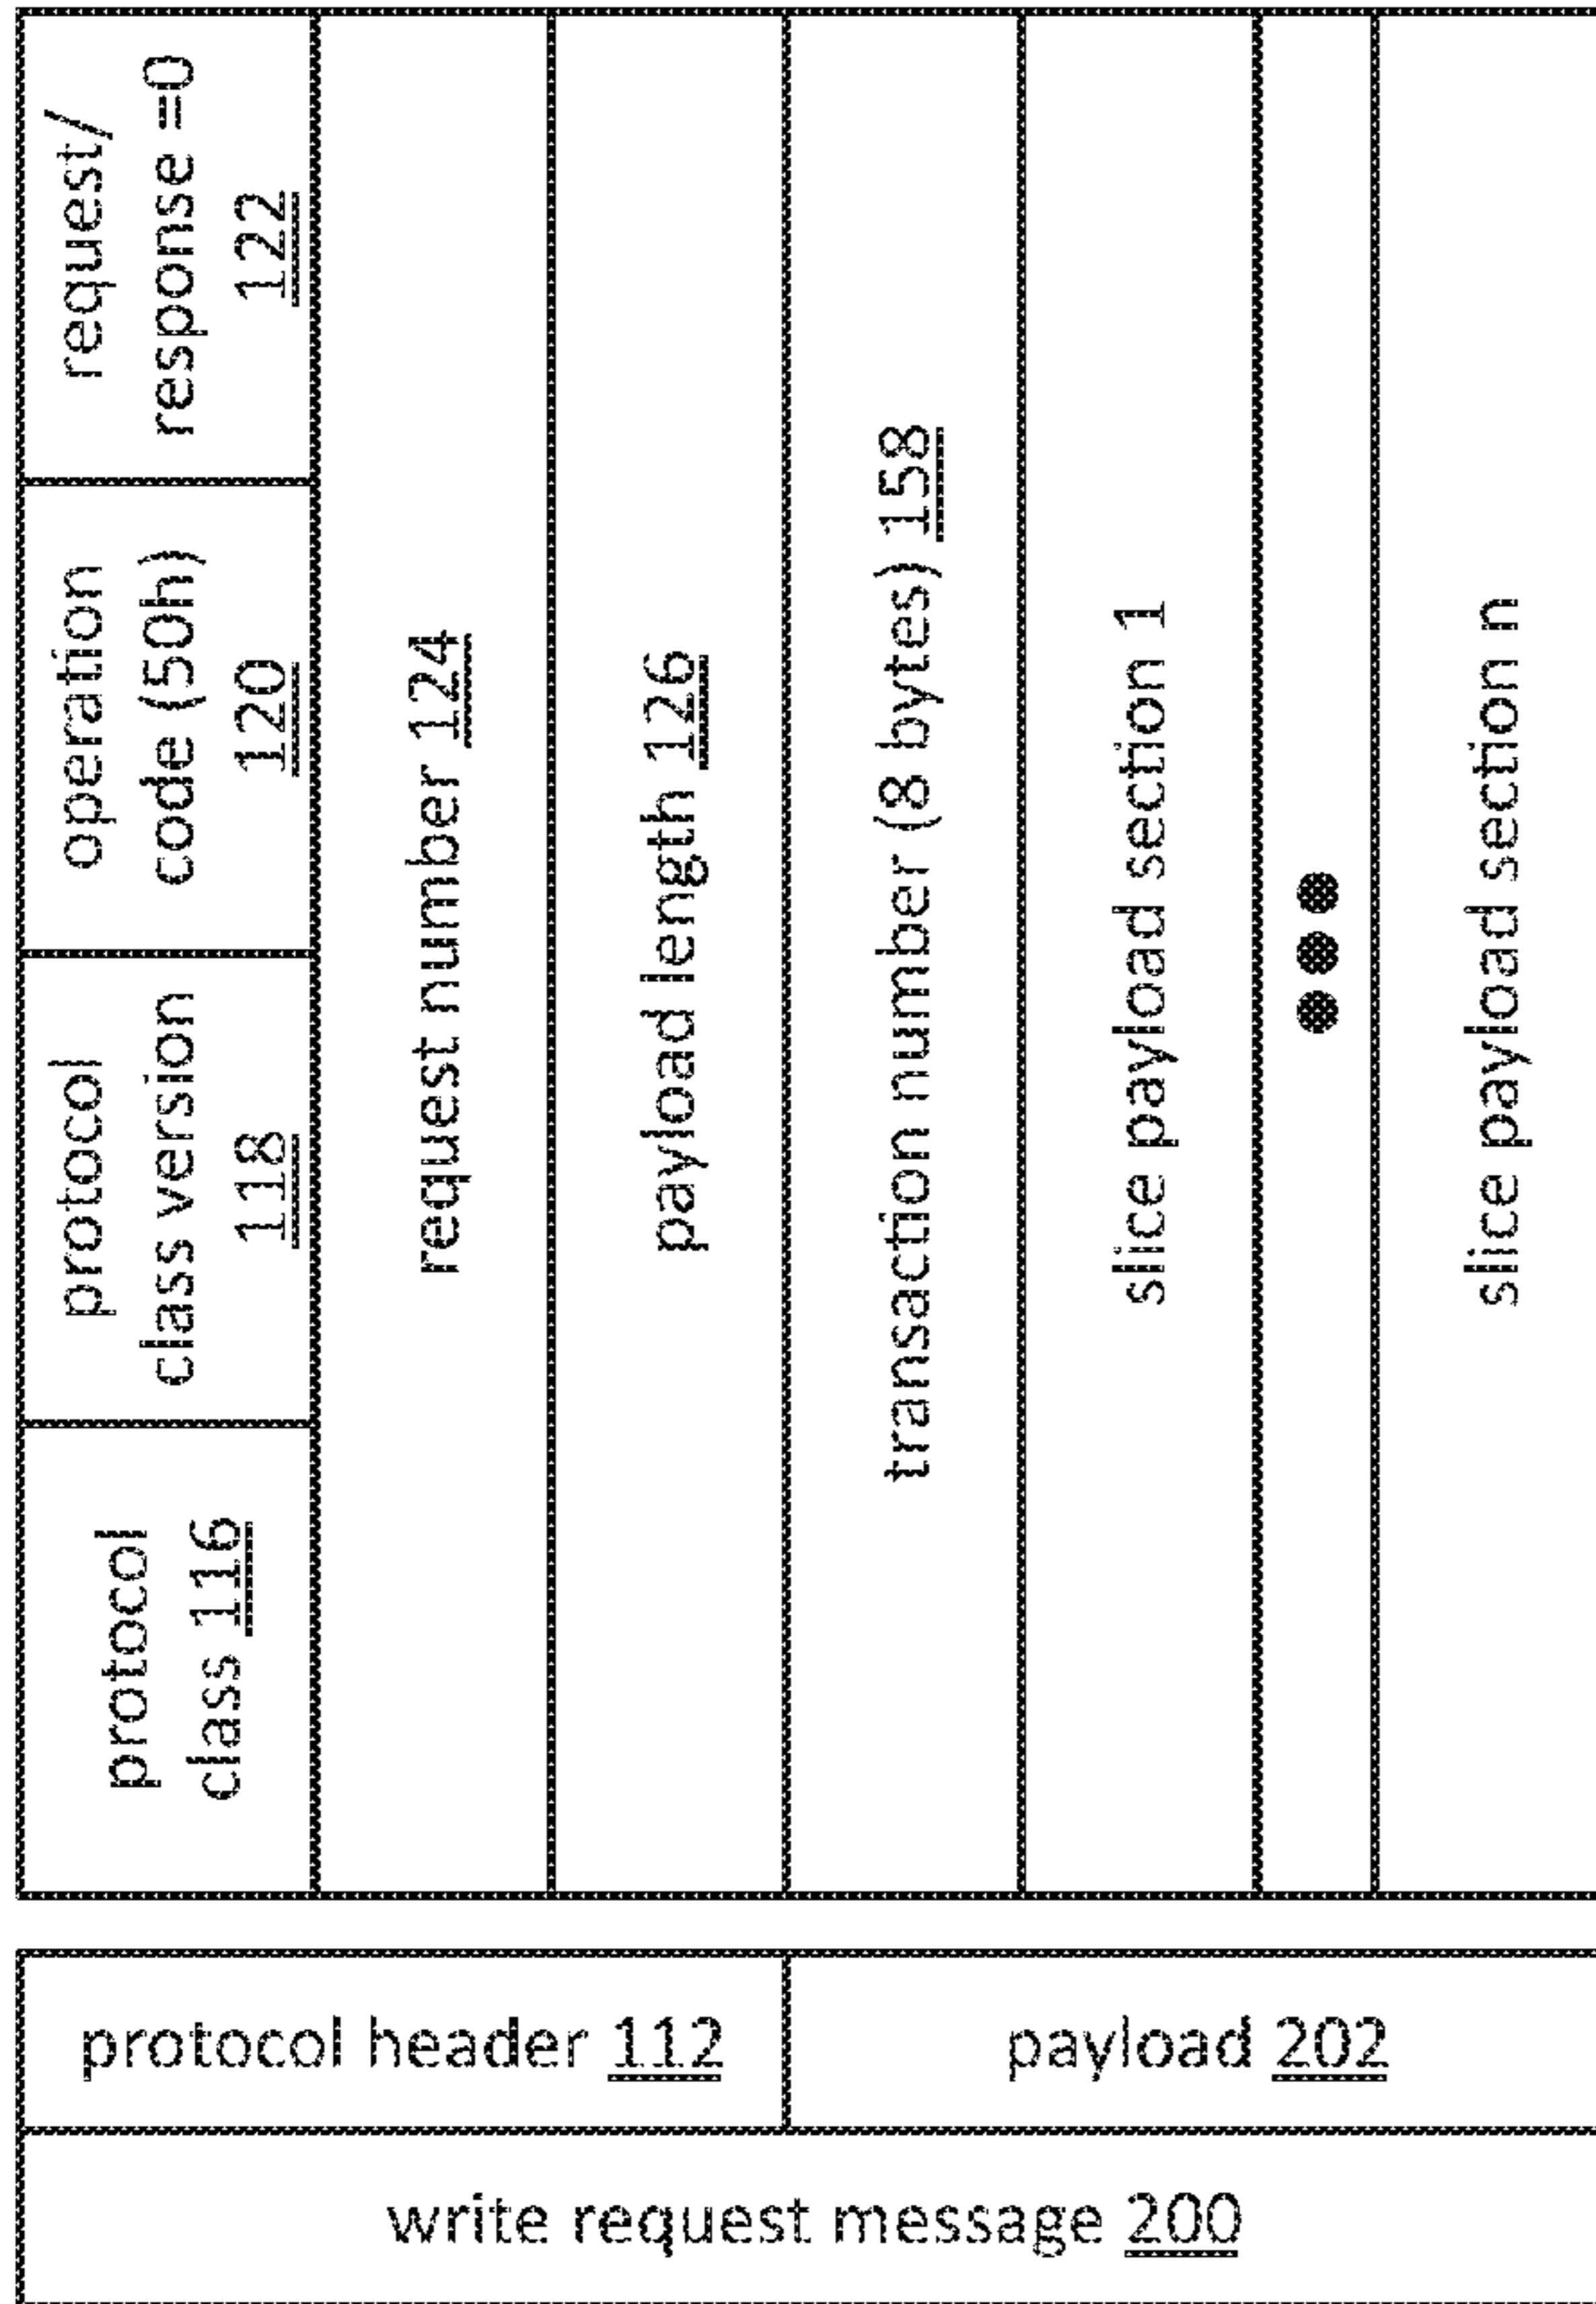 protocol
class 116
protocol
class version
118
operation
code (50h)
120
request/
response =0
122
request number 124
payload length 126
transaction number (8 bytes) 158
slice payload section 1
slice payload section n
protocol header 112
payload 202
write request message 200